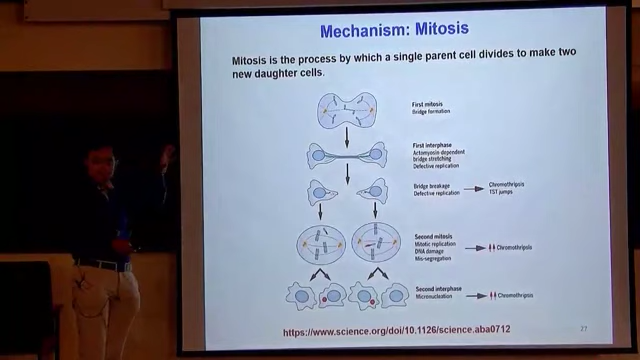 Mechanism: Mitosis
Mitosis is the process by which a single parent cell divides to make two
new daughter cells.
First mitosis
Bridge formation
First interphase
Actomyosin-dependent
bridge stretching
Defective replication
Bridge breakage
Defective replication
Chromothripsis
TST jumps
Second mitosis
Mitotic replication
DNA damage
Mis-segregation
Chromothripsis
Second interphase
Micronucleation
Chromothripsis
https://www.science.org/doi/10.1126/science.aba0712
27